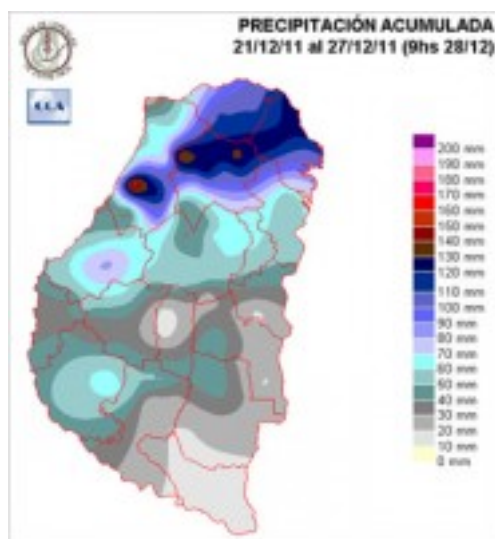 PRECIPITACIÓN ACUMULADA
21/12/11 al 27/12/11 (9hs 28/12)
CCA
200 mm
190 mm
180 mm
170 mm
160 mm
150 mm
140 mm
130 mm
120 mm
110 mm
100 mm
90 mm
80 mm
70 mm
60 mm
50 mm
40 mm
30 mm
20 mm
10 mm
0 mm